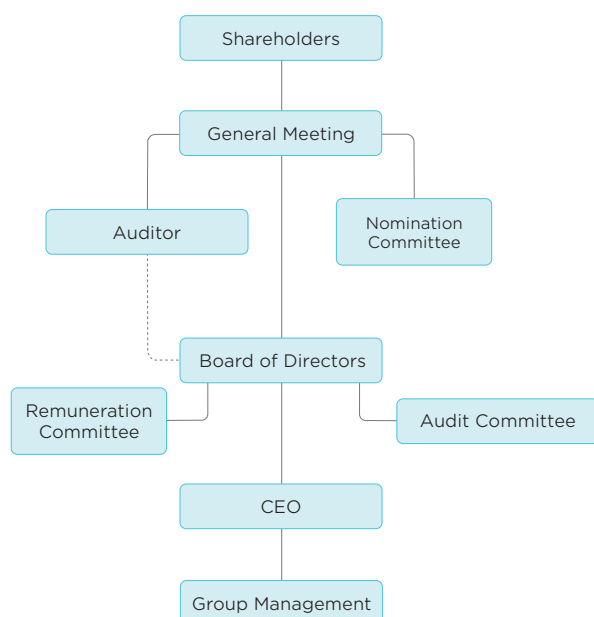 Shareholders
General Meeting
Auditor
Nomination
Committee
Board of Directors
Remuneration
Committee
Audit Committee
CEO
Group Management